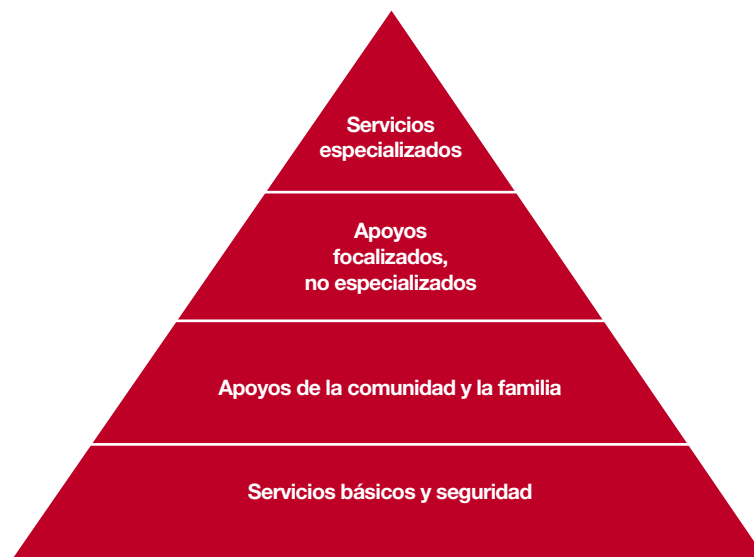 Servicios
especializados
Apoyos
focalizados,
no especializados
Apoyos de la comunidad y la familia
Servicios básicos y seguridad